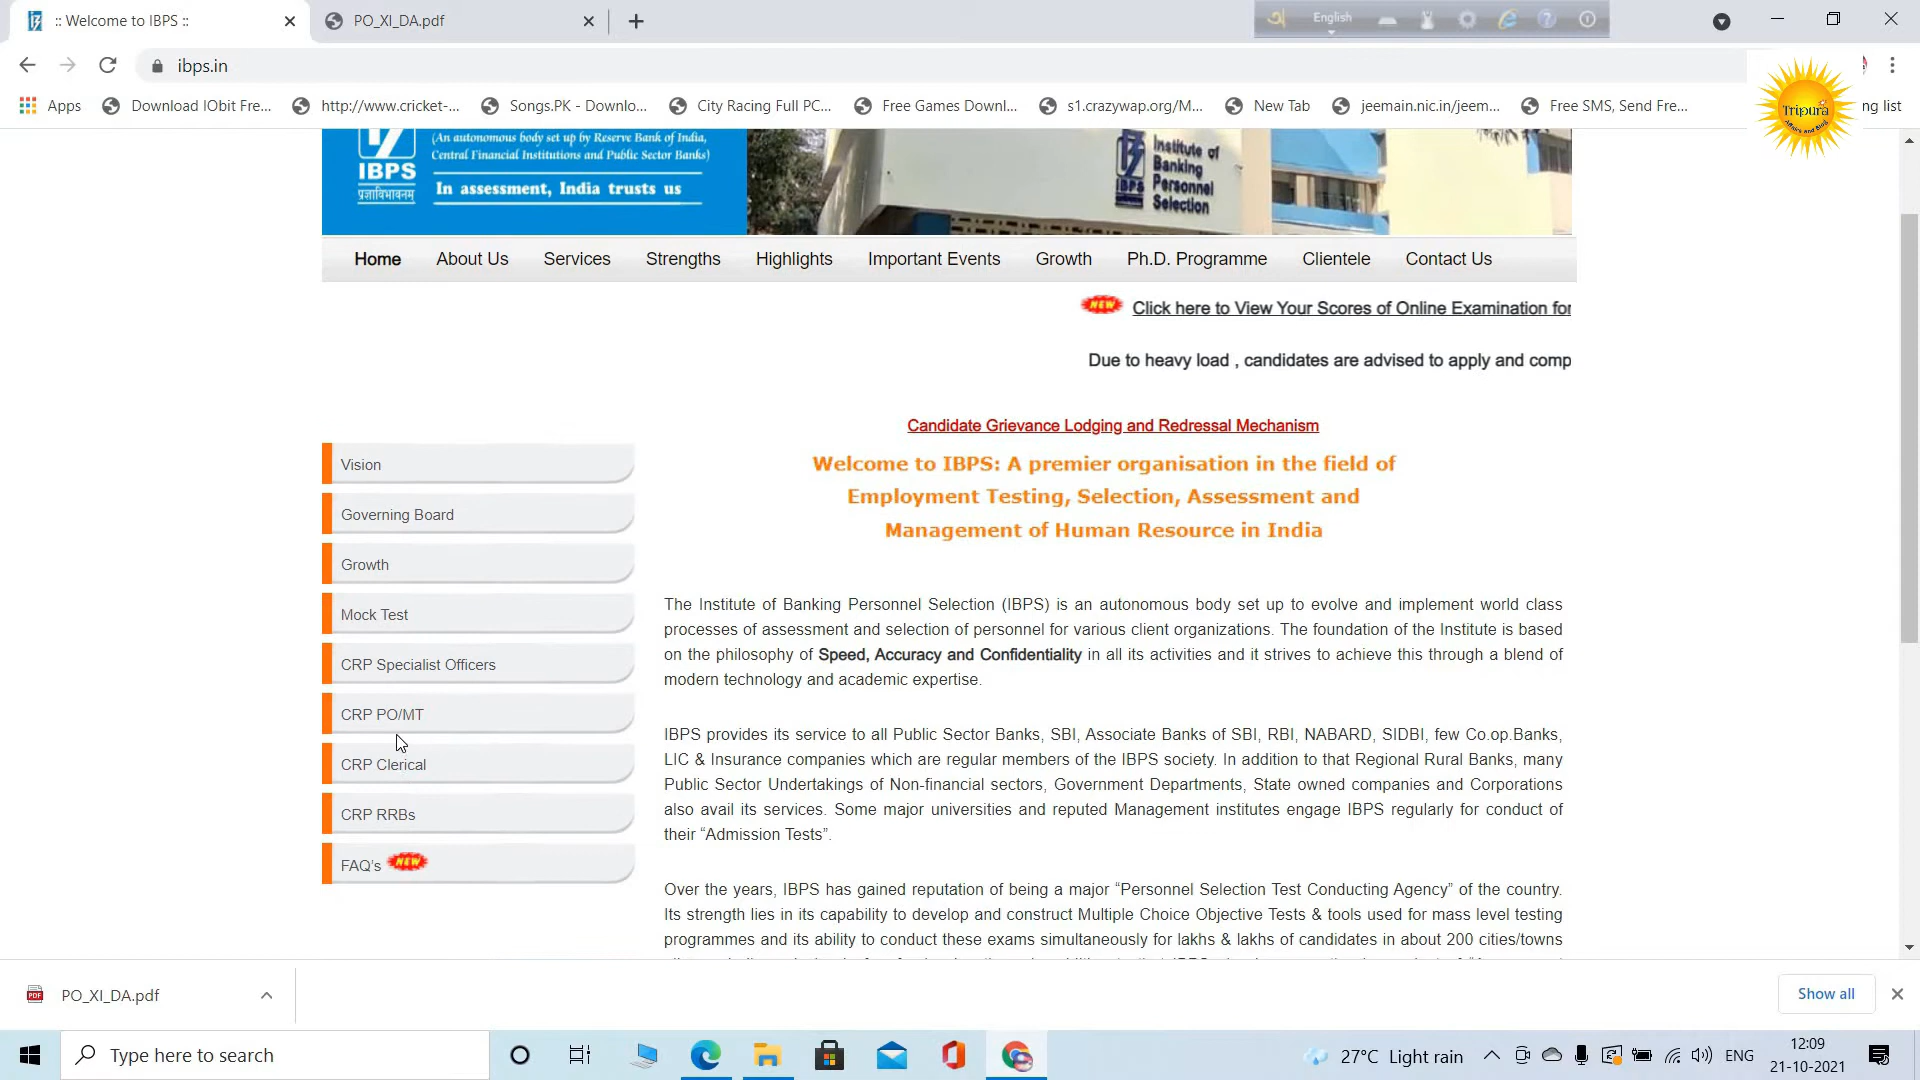 :: Welcome to IBPS ::
PO_XI_DA.pdf
English
ibps.in
Apps
Download IObit Fre...
http://www.cricket-...
Songs.PK - Downlo...
City Racing Full PC...
Free Games Downl...
s1.crazywap.org/M...
New Tab
jeemain.nic.in/jeem...
Free SMS, Send Fre...
ng list
Tripura
(An autonomous body set up by Reserve Bank of India,
Central Financial Institutions and Public Sector Banks)
IBPS
In assessment, India trusts us
Institute of
Banking
Personnel
Selection
IBPS
Home About Us Services Strengths Highlights Important Events Growth Ph.D. Programme Clientele Contact Us
NEW Click here to View Your Scores of Online Examination for
Due to heavy load , candidates are advised to apply and comp
Candidate Grievance Lodging and Redressal Mechanism
Welcome to IBPS: A premier organisation in the field of
Employment Testing, Selection, Assessment and
Management of Human Resource in India
Vision
Governing Board
Growth
Mock Test
CRP Specialist Officers
CRP PO/MT
CRP Clerical
CRP RRBs
FAQ's NEW
The Institute of Banking Personnel Selection (IBPS) is an autonomous body set up to evolve and implement world class
processes of assessment and selection of personnel for various client organizations. The foundation of the Institute is based
on the philosophy of Speed, Accuracy and Confidentiality in all its activities and it strives to achieve this through a blend of
modern technology and academic expertise.
IBPS provides its service to all Public Sector Banks, SBI, Associate Banks of SBI, RBI, NABARD, SIDBI, few Co.op.Banks,
LIC & Insurance companies which are regular members of the IBPS society. In addition to that Regional Rural Banks, many
Public Sector Undertakings of Non-financial sectors, Government Departments, State owned companies and Corporations
also avail its services. Some major universities and reputed Management institutes engage IBPS regularly for conduct of
their “Admission Tests”.
Over the years, IBPS has gained reputation of being a major “Personnel Selection Test Conducting Agency” of the country.
Its strength lies in its capability to develop and construct Multiple Choice Objective Tests & tools used for mass level testing
programmes and its ability to conduct these exams simultaneously for lakhs & lakhs of candidates in about 200 cities/towns
PDF
PO_XI_DA.pdf
Show all
Type here to search
27°C Light rain
ENG
12:09
21-10-2021